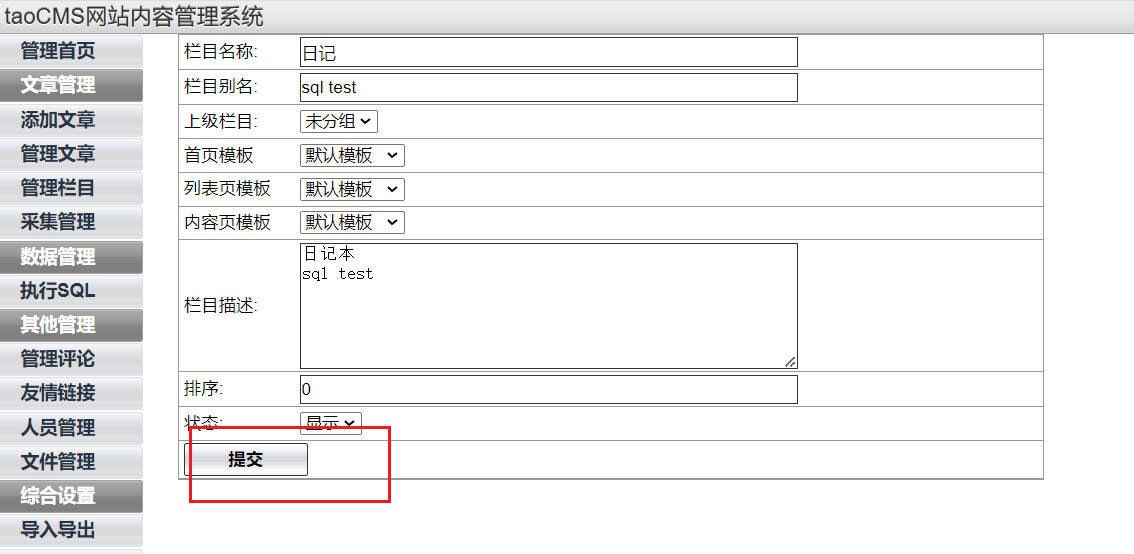 taoCMS网站内容管理系统
管理首页
文章管理
添加文章
管理文章
管理栏目
采集管理
数据管理
执行SQL
其他管理
管理评论
友情链接
人员管理
文件管理
综合设置
导入导出
栏目名称: 日记
栏目别名: sql test
上级栏目: 未分组
首页模板 默认模板
列表页模板 默认模板
内容页模板 默认模板
栏目描述: 日记本
sql test
排序: 0
状态: 显示
提交